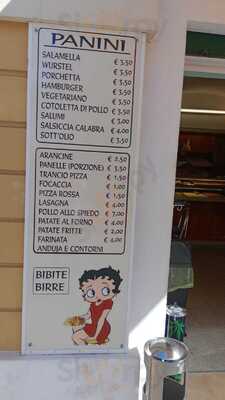 PANINI
SALAMELLA € 3.50
WURSTEL € 3.50
PORCHETTA € 3.50
HAMBURGER € 3.50
VEGETARIANO € 3.50
COTOLETTA DI POLLO € 3.50
SALUMI € 3.00
SALSICCIA CALABRA € 4.00
SOTT'OLIO € 3.50
ARANCINE € 2.50
PANELLE (PORZIONE) € 3.50
TRANCIO PIZZA € 1.50
FOCACCIA € 1.00
PIZZA ROSSA € 1.50
LASAGNA € 4.00
POLLO ALLO SPIEDO € 7.00
PATATE AL FORNO € 4.00
PATATE FRITTE € 2.00
FARINATA € 4.00
ANDUJA E CONTORNI
BIBITE
BIRRE